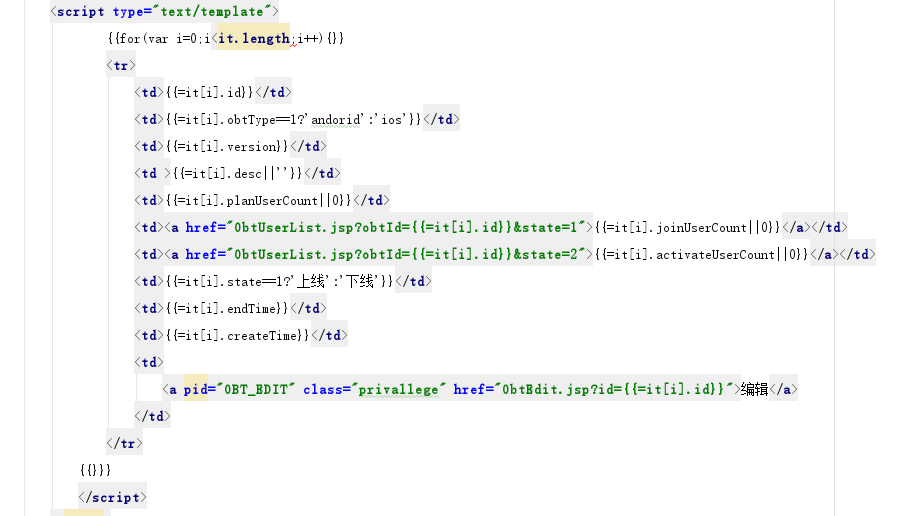 <script type="text/template">
{{for(var i=0;i<it.length;i++){}}
<tr>
<td>{{=it[i].id}}</td>
<td>{{=it[i].obtType==1?'andorid':'ios'}}</td>
<td>{{=it[i].version}}</td>
<td >{{=it[i].desc||''}}</td>
<td>{{=it[i].planUserCount||0}}</td>
<td><a href="ObtUserList.jsp?obtId={{=it[i].id}}&state=1">{{=it[i].joinUserCount||0}}</a></td>
<td><a href="ObtUserList.jsp?obtId={{=it[i].id}}&state=2">{{=it[i].activateUserCount||0}}</a></td>
<td>{{=it[i].state==1?'上线':'下线'}}</td>
<td>{{=it[i].endTime}}</td>
<td>{{=it[i].createTime}}</td>
<td>
<a pid="OBT_EDIT" class="privallege" href="ObtEdit.jsp?id={{=it[i].id}}">编辑</a>
</td>
</tr>
{{}}}
</script>